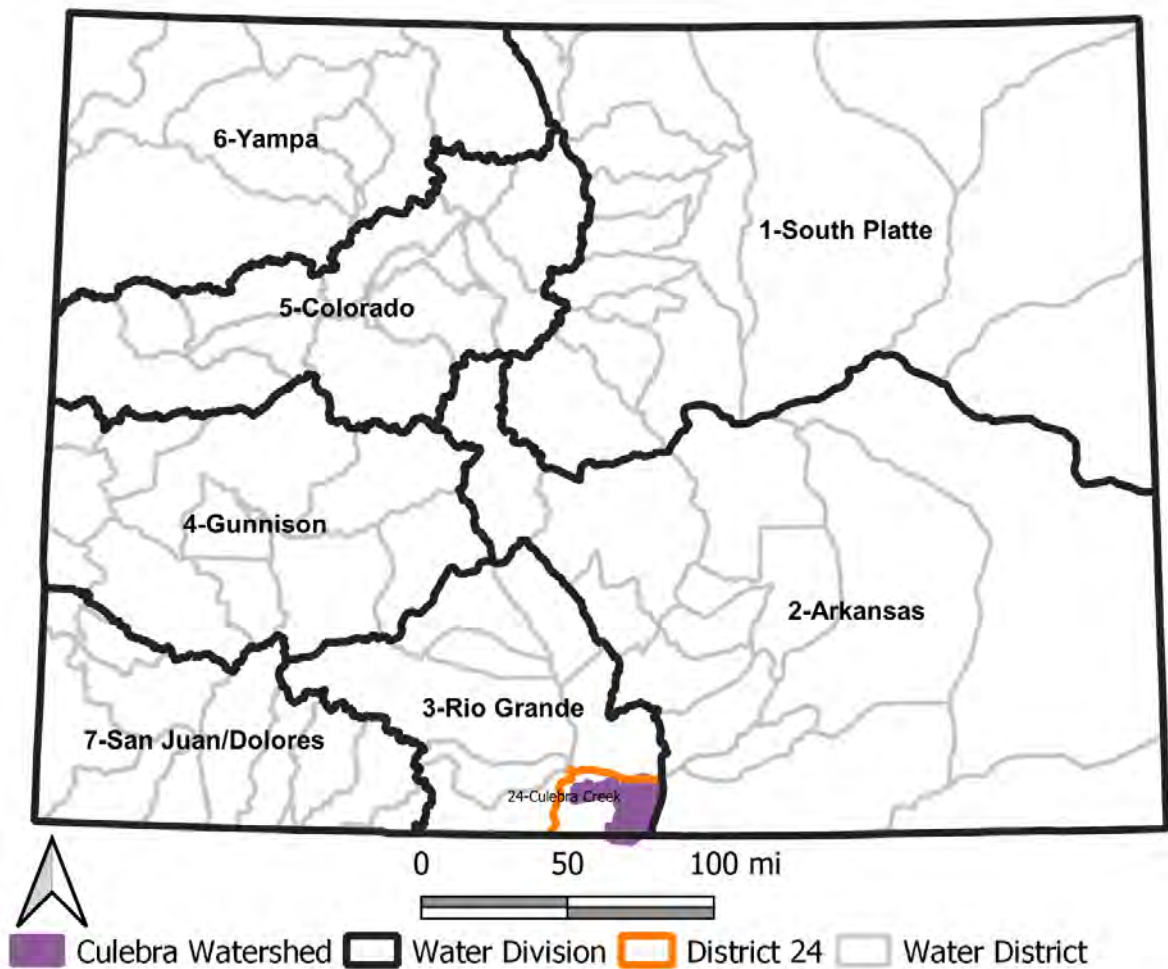 6-Yampa
1-South Platte
5-Colorado
4-Gunnison
2-Arkansas
3-Rio Grande
7-San Juan/Dolores
24-Culebra Creek
0 50 100 mi
Culebra Watershed Water Division District 24 Water District